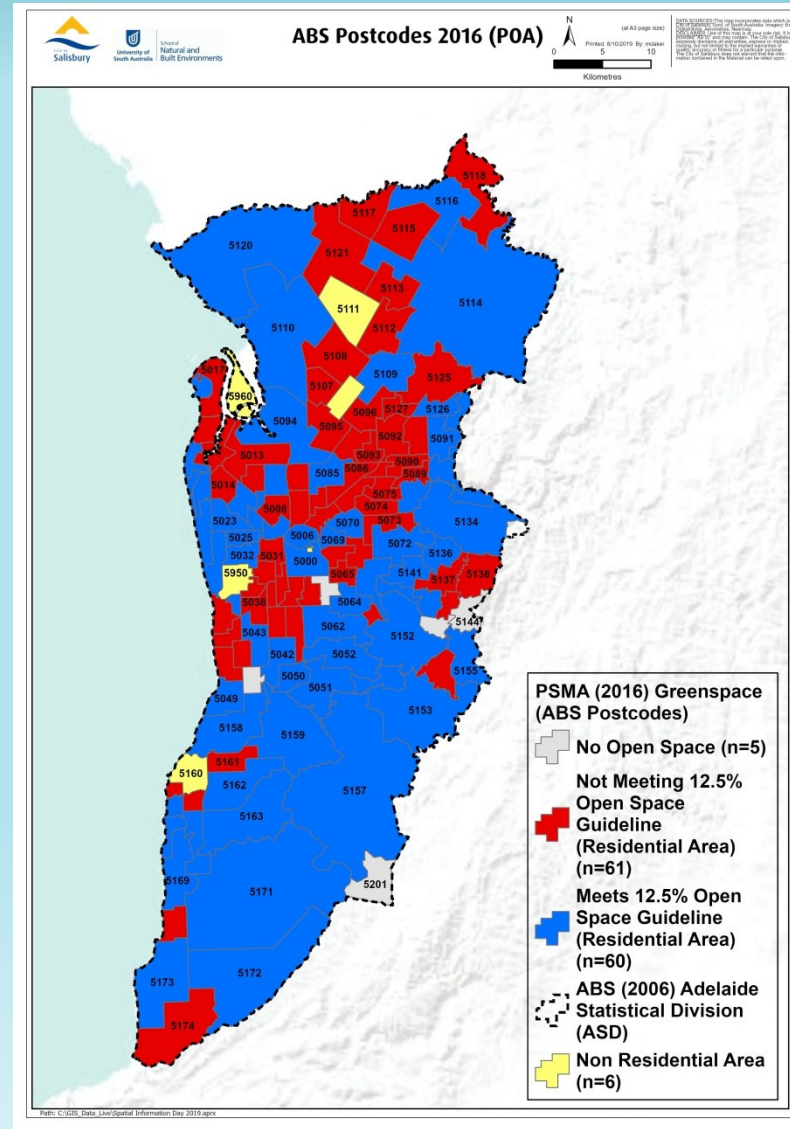 CITY OF
Salisbury
University of
South Australia
School of
Natural and
Built Environments
ABS Postcodes 2016 (POA)
N
(at A3 page size)
Printed: 8/10/2019 By: mdaker
0 5 10
Kilometres
5118
5117
5116
5115
5120
5121
5113
5114
5111
5110
5112
5108
5017
5109
5125
5107
5960
5096
5127
5126
5094
5095
5092
5091
5013
5093
5090
5085
5086
5089
5014
5075
5008
5074
5023
5070
5073
5134
5025
5006
5069
5072
5136
5032
5031
5000
5950
5065
5141
5137
5138
5038
5064
5144
5043
5062
5152
5042
5052
5050
5155
5049
5051
5153
5158
5159
5161
5160
5162
5157
5163
5169
5171
5201
5173
5172
5174
PSMA (2016) Greenspace
(ABS Postcodes)
No Open Space (n=5)
Not Meeting 12.5%
Open Space
Guideline
(Residential Area)
(n=61)
Meets 12.5% Open
Space Guideline
(Residential Area)
(n=60)
ABS (2006) Adelaide
Statistical Division
(ASD)
Non Residential Area
(n=6)
Path: C:\GIS_Data_Live\Spatial Information Day 2019.aprx